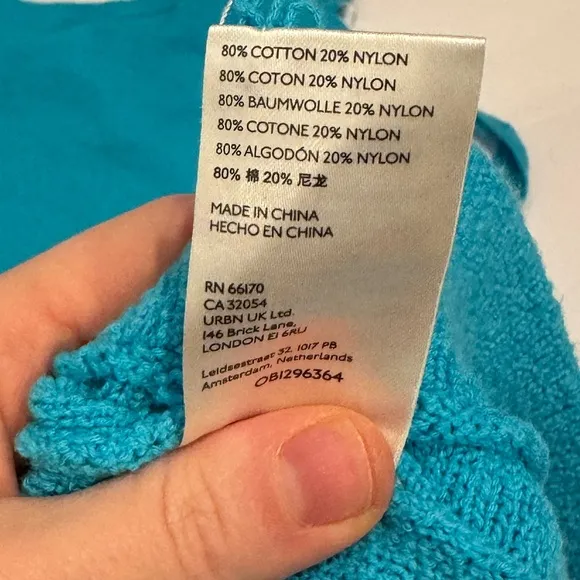 80% COTTON 20% NYLON
80% COTON 20% NYLON
80% BAUMWOLLE 20% NYLON
80% COTONE 20% NYLON
80% ALGODÓN 20% NYLON
80% 棉 20% 尼龙
MADE IN CHINA
HECHO EN CHINA
RN 66170
CA 32054
URBN UK Ltd.
146 Brick Lane,
LONDON E1 6RU
Leidsestraat 32 1017 PB
Amsterdam, Netherlands
OB1296364